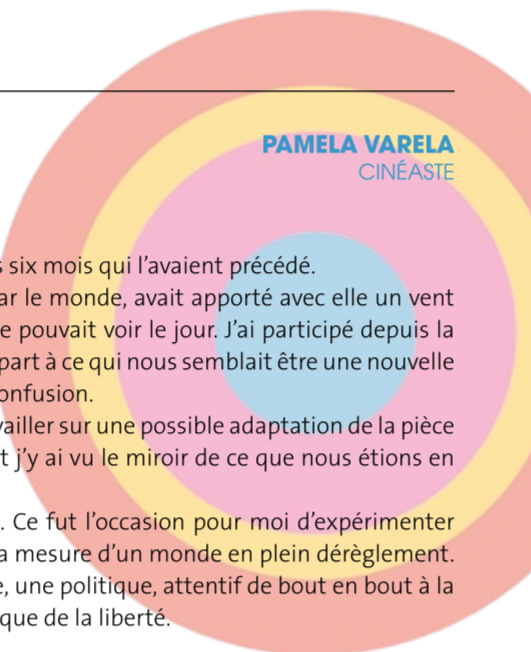 PAMELA VARELA
CINÉASTE
s six mois qui l’avaient précédé.
ar le monde, avait apporté avec elle un vent
e pouvait voir le jour. J’ai participé depuis la
part à ce qui nous semblait être une nouvelle
onfusion.
vailler sur une possible adaptation de la pièce
t j’y ai vu le miroir de ce que nous étions en
. Ce fut l’occasion pour moi d’expérimenter
a mesure d’un monde en plein dérèglement.
e, une politique, attentif de bout en bout à la
que de la liberté.